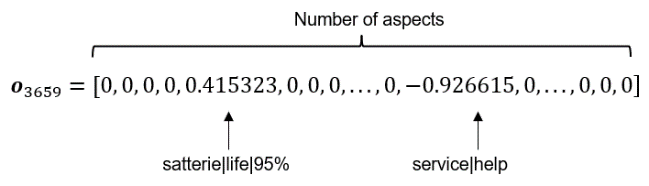 Number of aspects
o₃₆₅₉ = [0, 0, 0, 0, 0.415323, 0, 0, 0, . . . , 0, −0.926615, 0, . . . , 0, 0, 0]
satterie|life|95% service|help